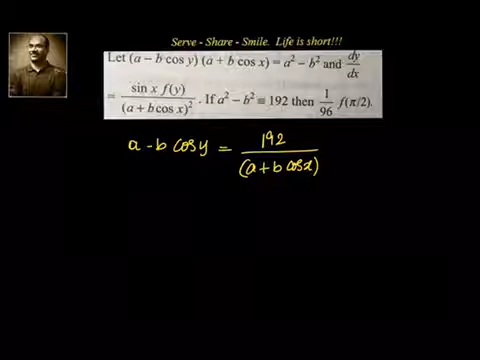 Serve - Share - Smile. Life is short!!!
Let (a − b cos y) (a + b cos x) = a² − b² and dy/dx
= sin x f(y)/(a + b cos x)². If a² − b² = 192 then 1/96 f(π/2).
a - b cos y = 192/(a + b cos x)